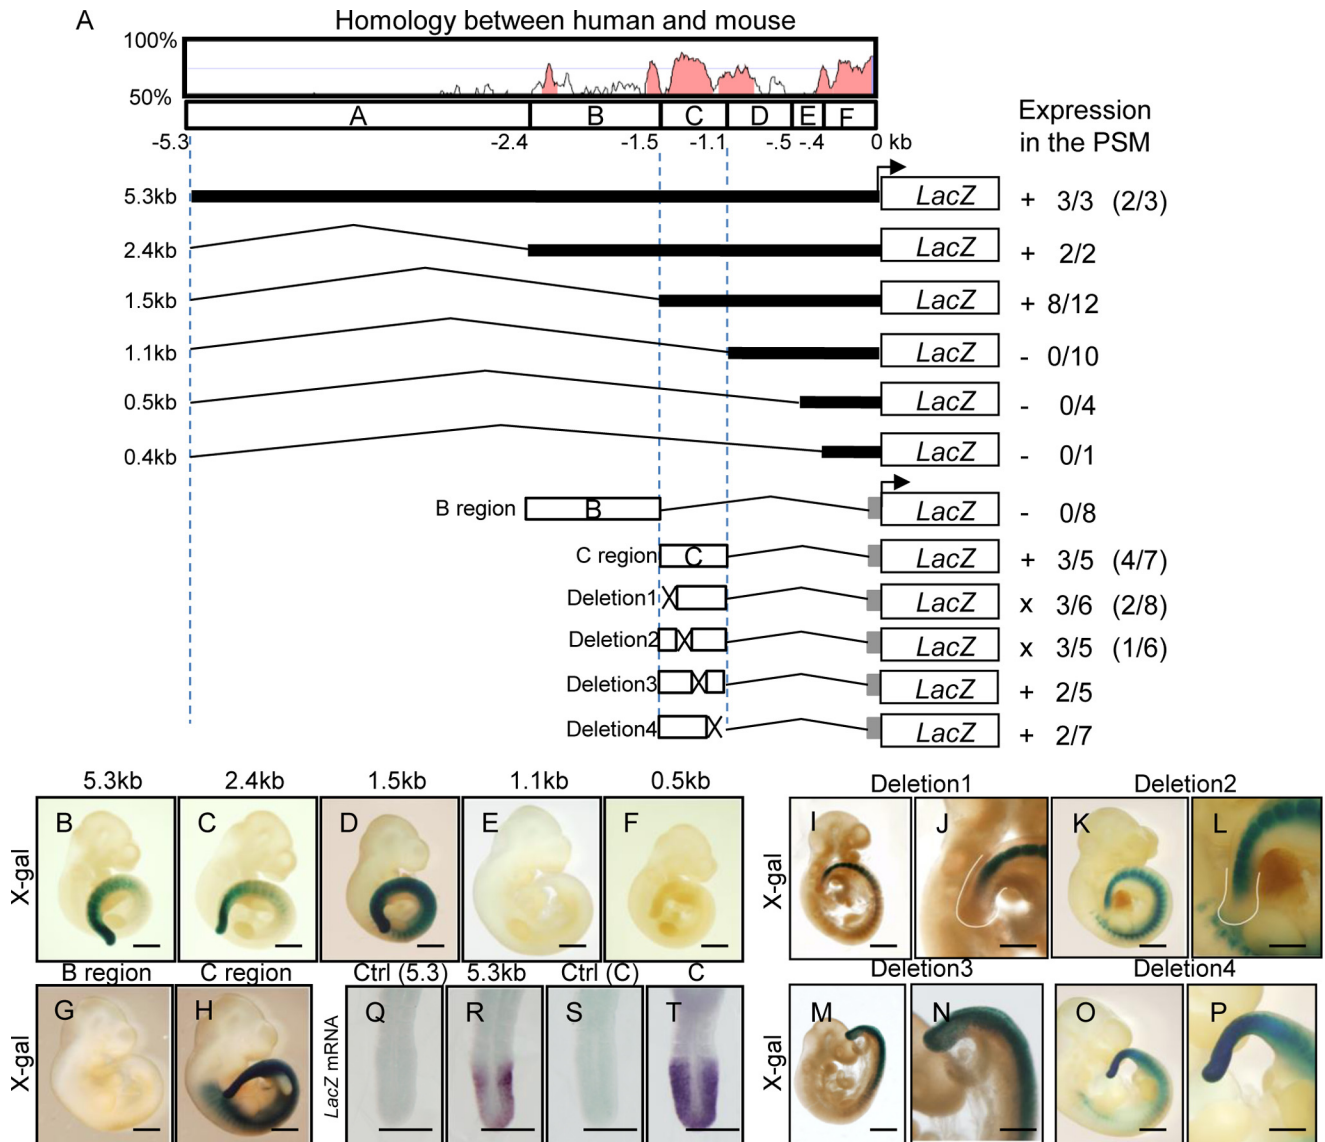 A
Homology between human and mouse
100%
50%
A B C D E F
-5.3 -2.4 -1.5 -1.1 -.5 -.4 0 kb
Expression
in the PSM
5.3kb LacZ + 3/3 (2/3)
2.4kb LacZ + 2/2
1.5kb LacZ + 8/12
1.1kb LacZ - 0/10
0.5kb LacZ - 0/4
0.4kb LacZ - 0/1
B region B LacZ - 0/8
C region C LacZ + 3/5 (4/7)
Deletion1 LacZ x 3/6 (2/8)
Deletion2 LacZ x 3/5 (1/6)
Deletion3 LacZ + 2/5
Deletion4 LacZ + 2/7
5.3kb 2.4kb 1.5kb 1.1kb 0.5kb
X-gal
B C D E F
B region C region
X-gal
G H
Ctrl (5.3) 5.3kb Ctrl (C) C
LacZ mRNA
Q R S T
Deletion1 Deletion2
X-gal
I J K L
Deletion3 Deletion4
X-gal
M N O P